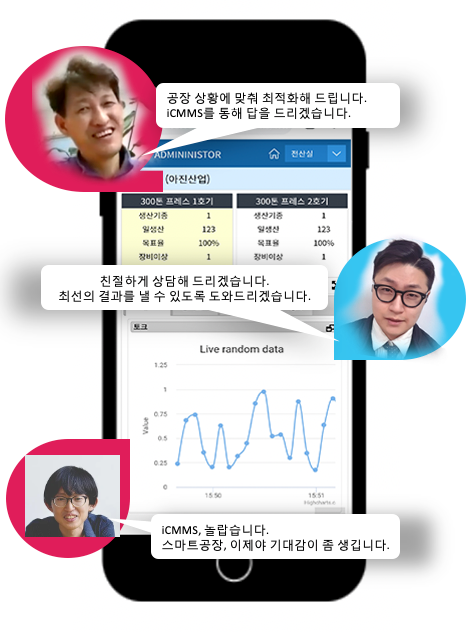 공장 상황에 맞춰 최적화해 드립니다.
iCMMS를 통해 답을 드리겠습니다.
ADMININISTOR
전산실
(아진산업)
300톤 프레스 1호기
300톤 프레스 2호기
생산기종 1
생산기종 1
일생산 123
일생산 123
목표율 100%
목표율 100%
장비이상 1
장비이상 1
친절하게 상담해 드리겠습니다.
최선의 결과를 낼 수 있도록 도와드리겠습니다.
토크
Live random data
1.25
1
0.75
0.5
0.25
0
Value
15:50
15:51
Highcharts.c
iCMMS, 놀랍습니다.
스마트공장, 이제야 기대감이 좀 생깁니다.